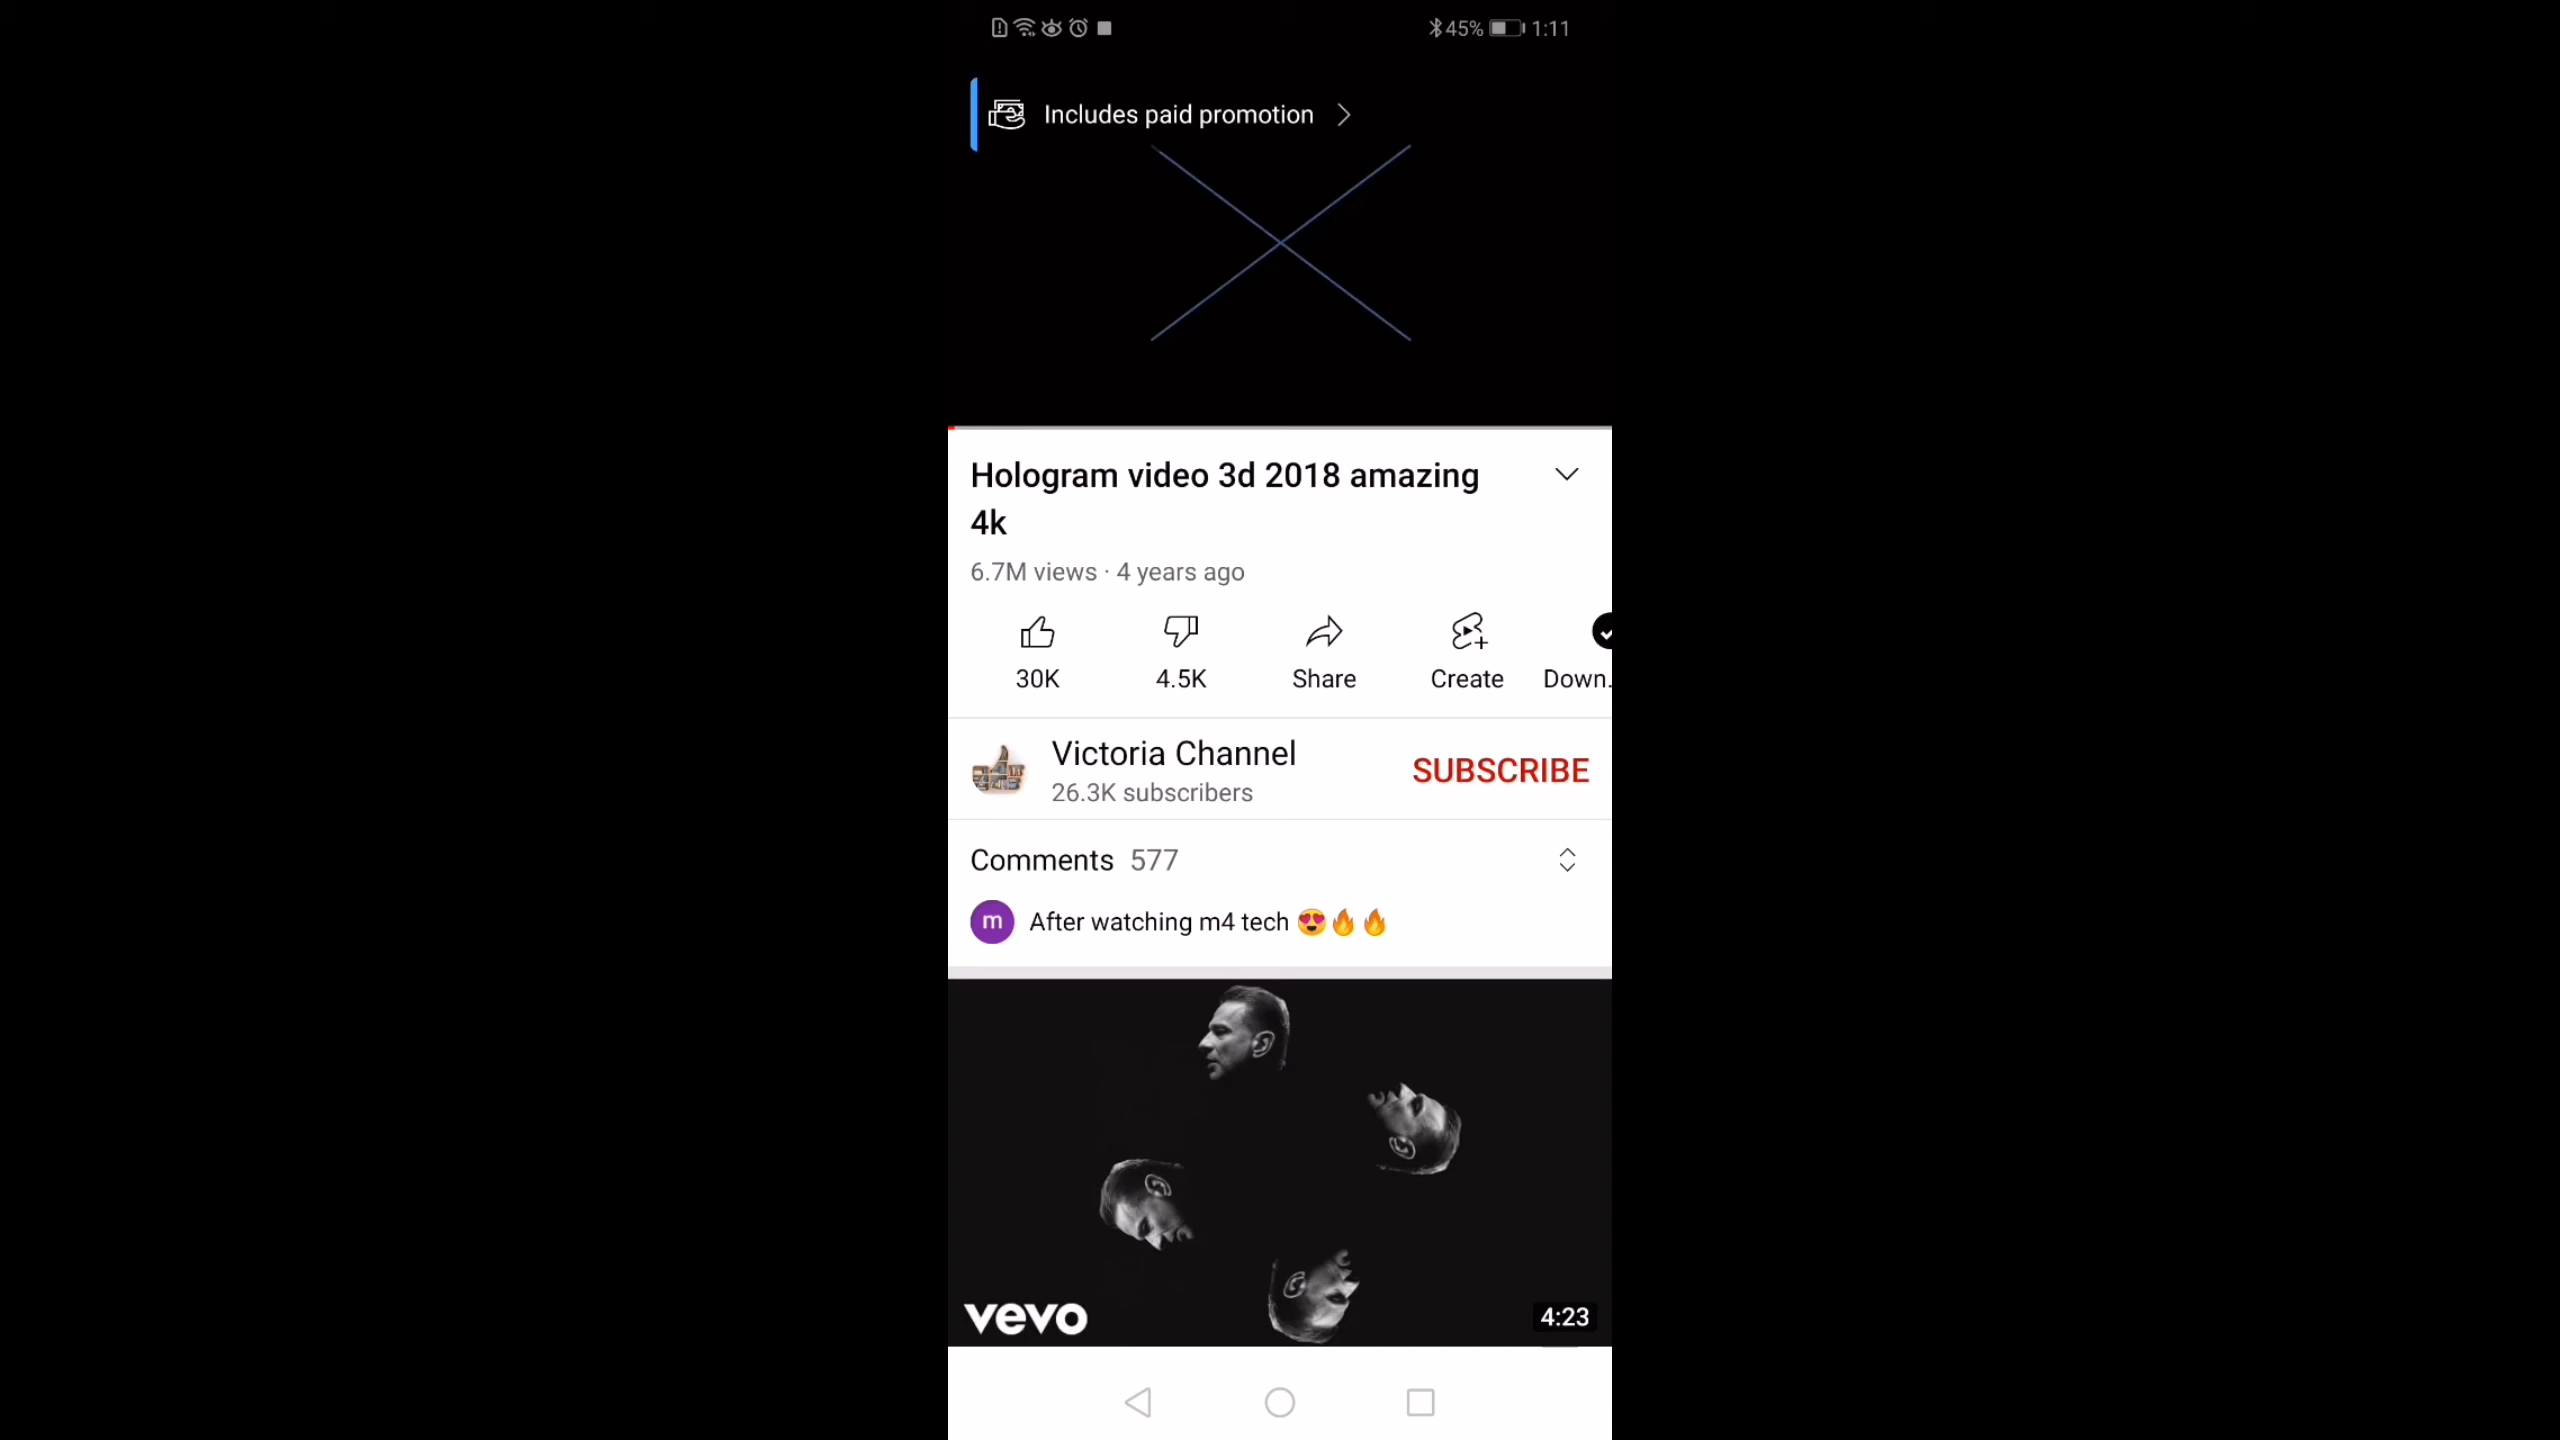 45% 1:11
Includes paid promotion
Hologram video 3d 2018 amazing
4k
6.7M views · 4 years ago
30K 4.5K Share Create Down.
Victoria Channel
26.3K subscribers
SUBSCRIBE
Comments 577
m After watching m4 tech 😍🔥🔥
vevo
4:23